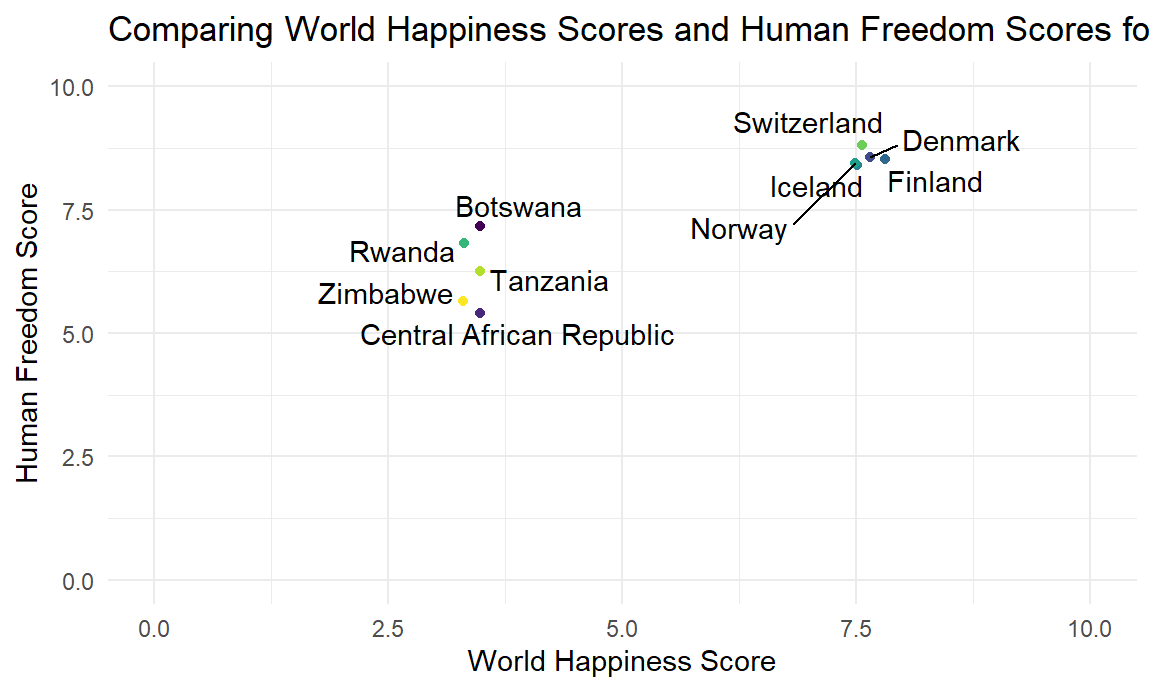 Comparing World Happiness Scores and Human Freedom Scores fo
Human Freedom Score
10.0
7.5
5.0
2.5
0.0
Switzerland
Denmark
Finland
Iceland
Norway
Botswana
Rwanda
Tanzania
Zimbabwe
Central African Republic
0.0 2.5 5.0 7.5 10.0
World Happiness Score